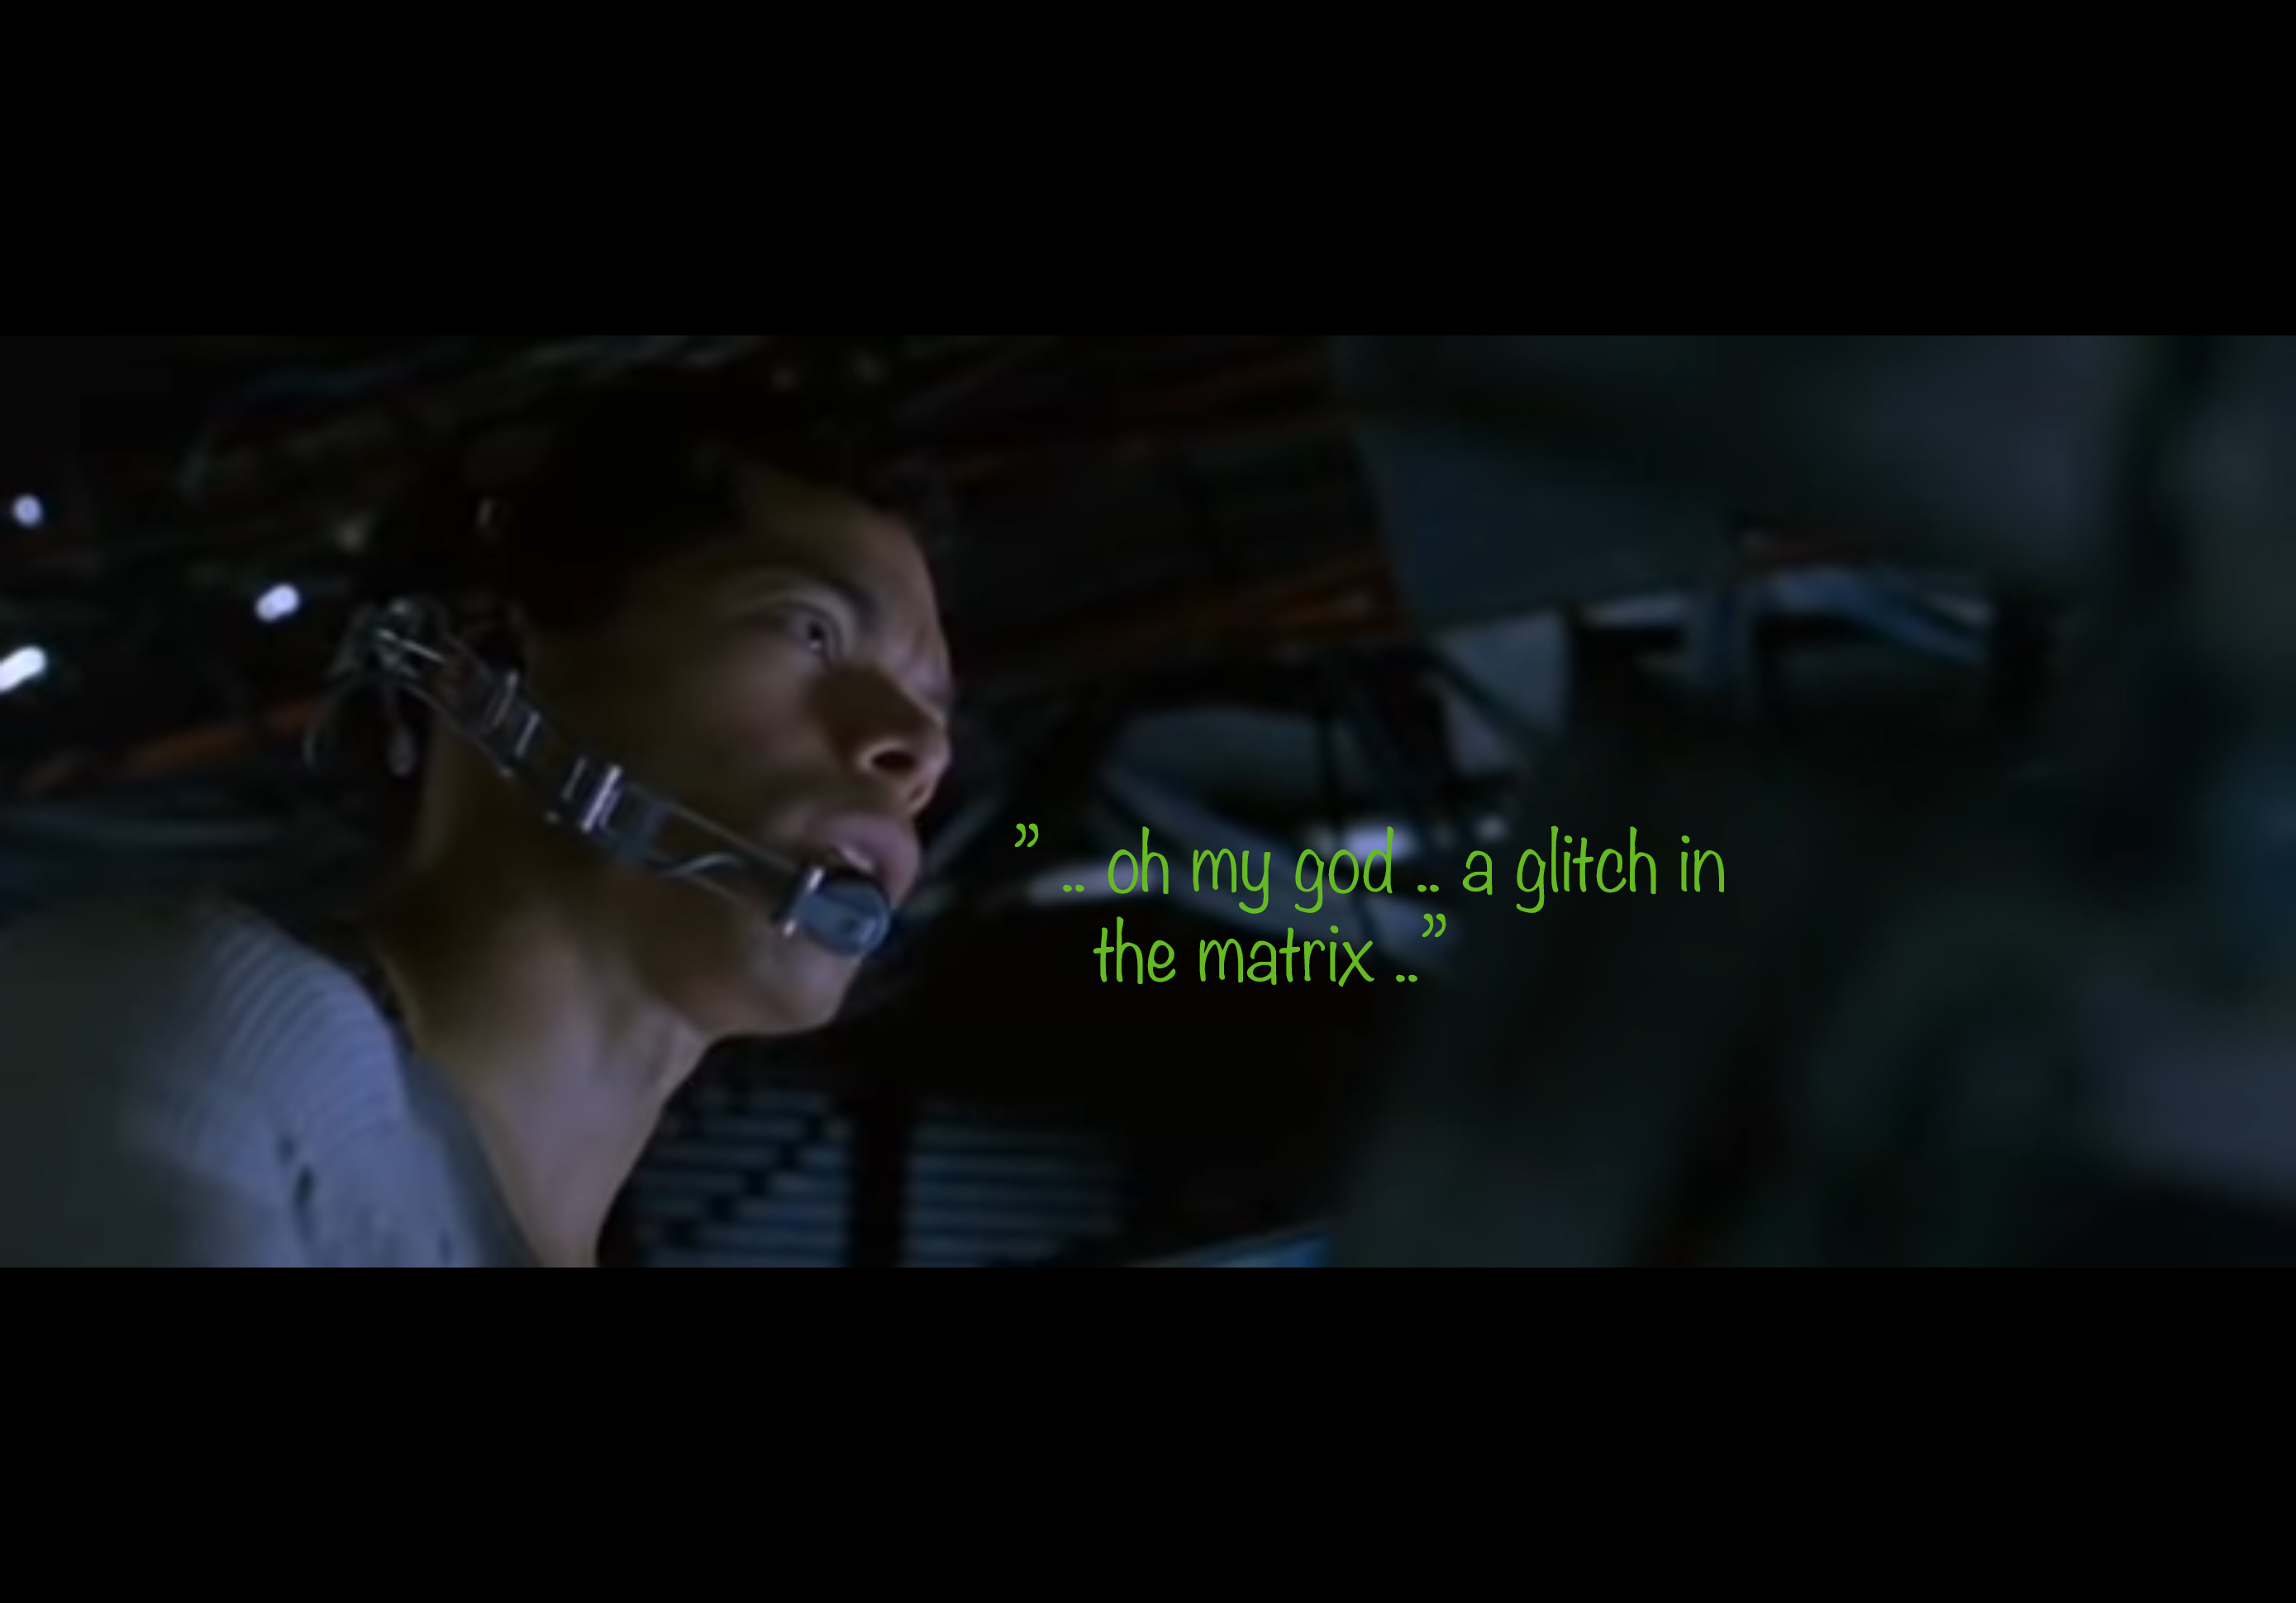 ” .. oh my god .. a glitch in
the matrix .. ”